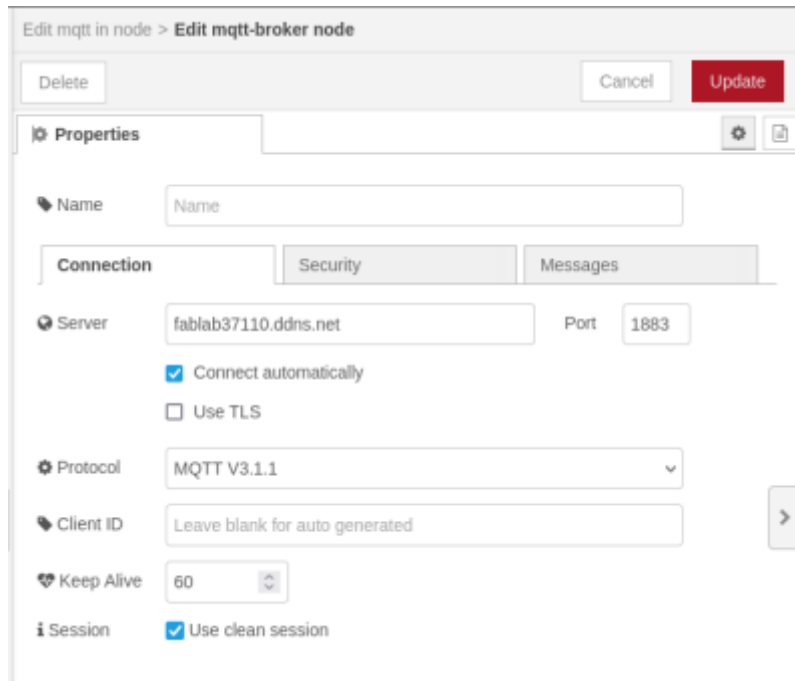 Edit mqtt in node > Edit mqtt-broker node
Delete Cancel Update
Properties
Name Name
Connection Security Messages
Server fablab37110.ddns.net Port 1883
Connect automatically
Use TLS
Protocol MQTT V3.1.1
Client ID Leave blank for auto generated
Keep Alive 60
Session Use clean session